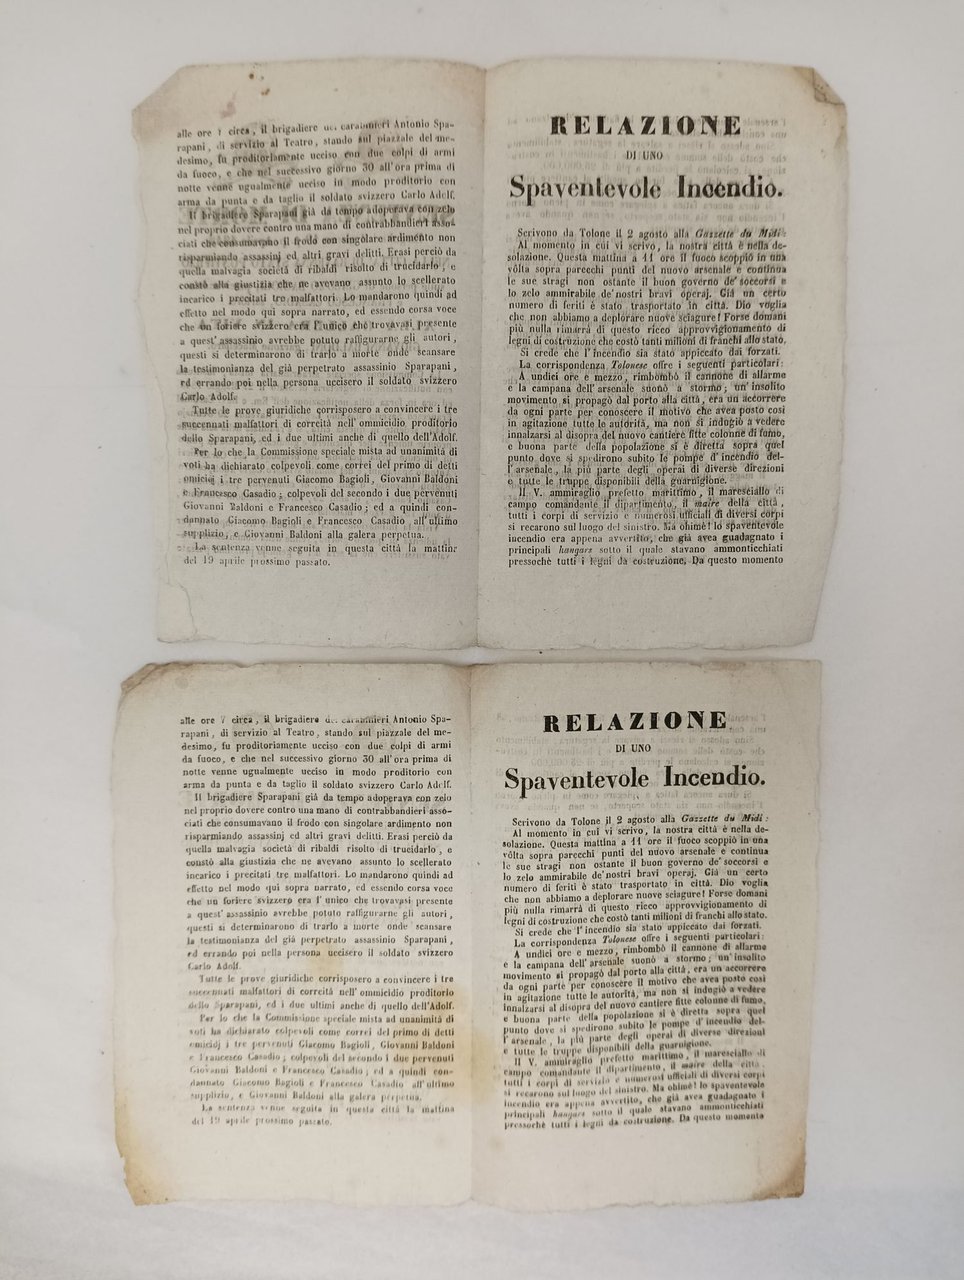 alle ore 7 circa, il brigadiere de' carabinieri Antonio Spa-
rapani, di servizio al Teatro, stando sul piazzale del me-
desimo, fu proditoriamente ucciso con due colpi di armi
da fuoco, e che nel successivo giorno 30 all'ora prima di
notte venne ugualmente ucciso in modo proditorio con
arma da punta e da taglio il soldato svizzero Carlo Adelf.
Il brigadiere Sparapani già da tempo adoperava con zelo
nel proprio dovere contro una mano di contrabbandieri asso-
ciati che consumavano il frodo con singolare ardimento non
risparmiando assassinj ed altri gravi delitti. Erasi perciò da
quella malvagia società di ribaldi risolto di trucidarlo, e
constò alla giustizia che ne avevano assunto lo scellerato
incarico i precitati tre malfattori. Lo mandarono quindi ad
effetto nel modo qui sopra narrato, ed essendo corsa voce
che un foriere svizzero era l'unico che trovavasi presente
a quest'assassinio avrebbe potuto raffigurarne gli autori,
questi si determinarono di trarlo a morte onde scansare
la testimonianza del già perpetrato assassinio Sparapani,
ed errando poi nella persona uccisero il soldato svizzero
Carlo Adolf.
Tutte le prove giuridiche corrisposero a convincere i tre
succennati malfattori di correità nell'ommicidio proditorio
dello Sparapani, ed i due ultimi anche di quello dell'Adolf.
Per lo che la Commissione speciale mista ad unanimità di
voti ha dichiarato colpevoli come correi del primo di detti
omicidj i tre pervenuti Giacomo Bagioli, Giovanni Baldoni
e Francesco Casadio; colpevoli del secondo i due pervenuti
Giovanni Baldoni e Francesco Casadio; ed a quindi con-
dannato Giacomo Bagioli e Francesco Casadio all'ultimo
supplizio, e Giovanni Baldoni alla galera perpetua.
La sentenza venne seguita in questa città la mattina
del 19 aprile prossimo passato.
RELAZIONE
DI UNO
Spaventevole Incendio.
Scrivono da Tolone il 2 agosto alla Gazzette du Midi:
Al momento in cui vi scrivo, la nostra città è nella de-
solazione. Questa mattina a 11 ore il fuoco scoppiò in una
vôlta sopra parecchi punti del nuovo arsenale e continua
le sue stragi non ostante il buon governo de' soccorsi e
lo zelo ammirabile de' nostri bravi operaj. Già un certo
numero di feriti è stato trasportato in città. Dio voglia
che non abbiamo a deplorare nuove sciagure! Forse domani
più nulla rimarrà di questo ricco approvvigionamento di
legni di costruzione che costò tanti milioni di franchi allo stato.
Si crede che l'incendio sia stato appiccato dai forzati.
La corrispondenza Tolonese offre i seguenti particolari:
A undici ore e mezzo, rimbombò il cannone di allarme
e la campana dell'arsenale suonò a stormo; un'insolito
movimento si propagò dal porto alla città, era un accorrere
da ogni parte per conoscere il motivo che avea posto così
in agitazione tutte le autorità, ma non si indugiò a vedere
innalzarsi al disopra del nuovo cantiere fitte colonne di fumo,
e buona parte della popolazione si è diretta sopra quel
punto dove si spedirono subito le pompe d'incendio del-
l'arsenale, la più parte degli operai di diverse direzioni
e tutte le truppe disponibili della guarnigione.
Il V. ammiraglio prefetto marittimo, il maresciallo di
campo comandante il dipartimento, il maire della città,
tutti i corpi di servizio e numerosi ufficiali di diversi corpi
si recarono sul luogo del sinistro. Ma ohimè! lo spaventevole
incendio era appena avvertito, che già avea guadagnato i
principali hangars sotto il quale stavano ammonticchiati
pressochè tutti i legni da costruzione. Da questo momento
alle ore 7 circa, il brigadiere de' carabinieri Antonio Spa-
rapani, di servizio al Teatro, stando sul piazzale del me-
desimo, fu proditoriamente ucciso con due colpi di armi
da fuoco, e che nel successivo giorno 30 all'ora prima di
notte venne ugualmente ucciso in modo proditorio con
arma da punta e da taglio il soldato svizzero Carlo Adelf.
Il brigadiere Sparapani già da tempo adoperava con zelo
nel proprio dovere contro una mano di contrabbandieri asso-
ciati che consumavano il frodo con singolare ardimento non
risparmiando assassinj ed altri gravi delitti. Erasi perciò da
quella malvagia società di ribaldi risolto di trucidarlo, e
constò alla giustizia che ne avevano assunto lo scellerato
incarico i precitati tre malfattori. Lo mandarono quindi ad
effetto nel modo qui sopra narrato, ed essendo corsa voce
che un foriere svizzero era l'unico che trovavasi presente
a quest'assassinio avrebbe potuto raffigurarne gli autori,
questi si determinarono di trarlo a morte onde scansare
la testimonianza del già perpetrato assassinio Sparapani,
ed errando poi nella persona uccisero il soldato svizzero
Carlo Adolf.
Tutte le prove giuridiche corrisposero a convincere i tre
succennati malfattori di correità nell'ommicidio proditorio
dello Sparapani, ed i due ultimi anche di quello dell'Adolf.
Per lo che la Commissione speciale mista ad unanimità di
voti ha dichiarato colpevoli come correi del primo di detti
omicidj i tre pervenuti Giacomo Bagioli, Giovanni Baldoni
e Francesco Casadio; colpevoli del secondo i due pervenuti
Giovanni Baldoni e Francesco Casadio; ed a quindi con-
dannato Giacomo Bagioli e Francesco Casadio all'ultimo
supplizio, e Giovanni Baldoni alla galera perpetua.
La sentenza venne seguita in questa città la mattina
del 19 aprile prossimo passato.
RELAZIONE
DI UNO
Spaventevole Incendio.
Scrivono da Tolone il 2 agosto alla Gazzette du Midi:
Al momento in cui vi scrivo, la nostra città è nella de-
solazione. Questa mattina a 11 ore il fuoco scoppiò in una
vôlta sopra parecchi punti del nuovo arsenale e continua
le sue stragi non ostante il buon governo de' soccorsi e
lo zelo ammirabile de' nostri bravi operaj. Già un certo
numero di feriti è stato trasportato in città. Dio voglia
che non abbiamo a deplorare nuove sciagure! Forse domani
più nulla rimarrà di questo ricco approvvigionamento di
legni di costruzione che costò tanti milioni di franchi allo stato.
Si crede che l'incendio sia stato appiccato dai forzati.
La corrispondenza Tolonese offre i seguenti particolari:
A undici ore e mezzo, rimbombò il cannone di allarme
e la campana dell'arsenale suonò a stormo; un'insolito
movimento si propagò dal porto alla città, era un accorrere
da ogni parte per conoscere il motivo che avea posto così
in agitazione tutte le autorità, ma non si indugiò a vedere
innalzarsi al disopra del nuovo cantiere fitte colonne di fumo,
e buona parte della popolazione si è diretta sopra quel
punto dove si spedirono subito le pompe d'incendio del-
l'arsenale, la più parte degli operai di diverse direzioni
e tutte le truppe disponibili della guarnigione.
Il V. ammiraglio prefetto marittimo, il maresciallo di
campo comandante il dipartimento, il maire della città,
tutti i corpi di servizio e numerosi ufficiali di diversi corpi
si recarono sul luogo del sinistro. Ma ohimè! lo spaventevole
incendio era appena avvertito, che già avea guadagnato i
principali hangars sotto il quale stavano ammonticchiati
pressochè tutti i legni da costruzione. Da questo momento